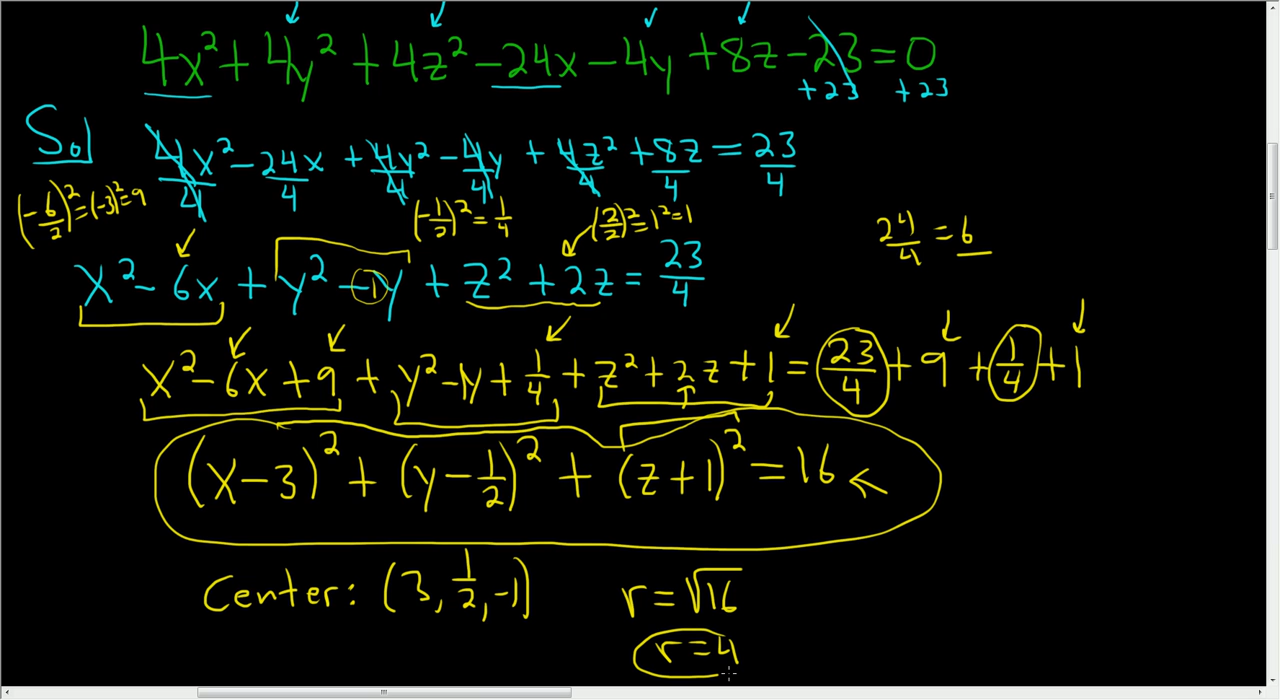 4x² + 4y² + 4z² - 24x - 4y + 8z - 23 = 0
+23 +23
Sol
4x²/4 - 24x/4 + 4y²/4 - 4y/4 + 4z²/4 + 8z/4 = 23/4
(-6/2)² = (-3)² = 9 (-1/2)² = 1/4 (2/2)² = 1² = 1
24/4 = 6
x² - 6x + y² - 1y + z² + 2z = 23/4
x² - 6x + 9 + y² - 1y + 1/4 + z² + 2z + 1 = 23/4 + 9 + 1/4 + 1
(x - 3)² + (y - 1/2)² + (z + 1)² = 16 ←
Center: (3, 1/2, -1) r = √16
r = 4